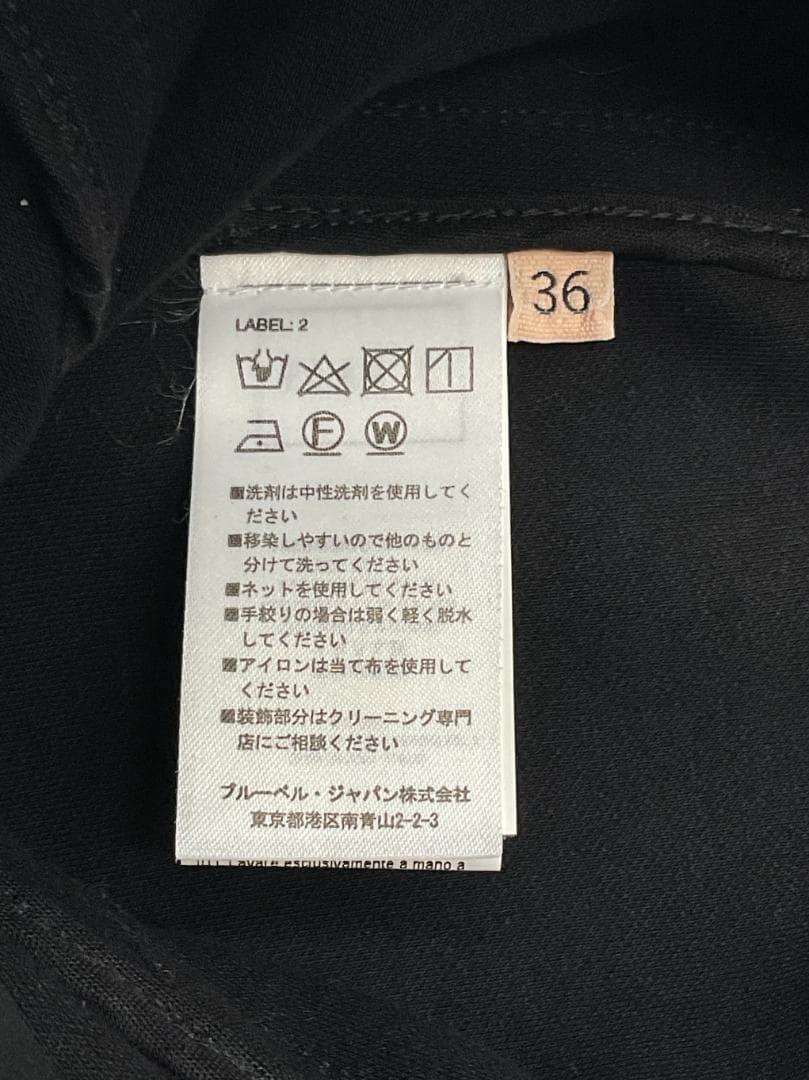 36
LABEL: 2
F W
■洗剤は中性洗剤を使用してく
ださい
■移染しやすいので他のものと
分けて洗ってください
■ネットを使用してください
■手絞りの場合は弱く軽く脱水
してください
■アイロンは当て布を使用して
ください
■装飾部分はクリーニング専門
店にご相談ください
ブルーベル・ジャパン株式会社
東京都港区南青山2-2-3
Lavare esclusivamente a mano a